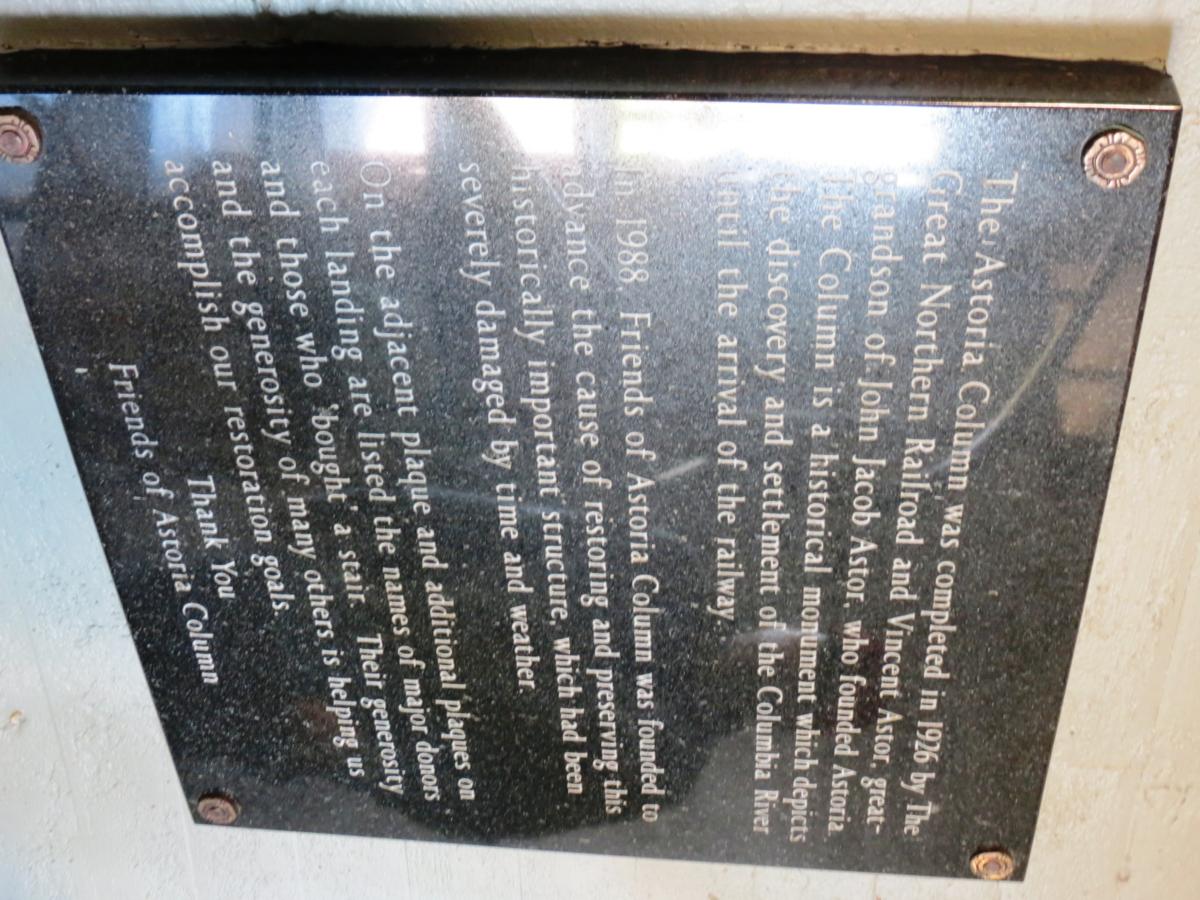 The Astoria Column was completed in 1926 by The
Great Northern Railroad and Vincent Astor, great-
grandson of John Jacob Astor, who founded Astoria.
The Column is a historical monument which depicts
the discovery and settlement of the Columbia River
until the arrival of the railway.
In 1988, Friends of Astoria Column was founded to
advance the cause of restoring and preserving this
historically important structure, which had been
severely damaged by time and weather.
On the adjacent plaque and additional plaques on
each landing are listed the names of major donors
and those who 'bought' a stair. Their generosity
and the generosity of many others is helping us
accomplish our restoration goals.
Thank You
Friends of Astoria Column